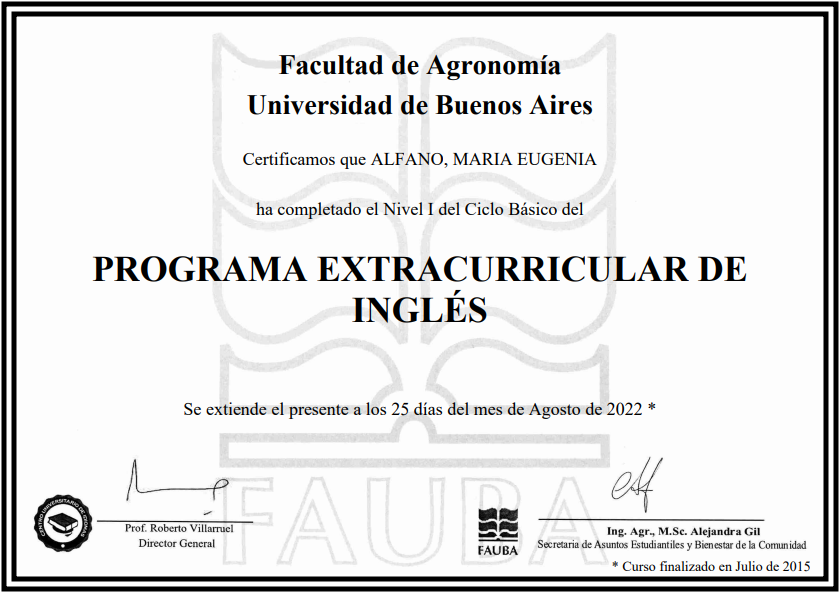 Facultad de Agronomía
Universidad de Buenos Aires
Certificamos que ALFANO, MARIA EUGENIA
ha completado el Nivel I del Ciclo Básico del
PROGRAMA EXTRACURRICULAR DE
INGLÉS
Se extiende el presente a los 25 días del mes de Agosto de 2022 *
FAUBA
CENTRO UNIVERSITARIO DE IDIOMAS
Prof. Roberto Villarruel
Director General
FAUBA
Ing. Agr., M.Sc. Alejandra Gil
Secretaria de Asuntos Estudiantiles y Bienestar de la Comunidad
* Curso finalizado en Julio de 2015